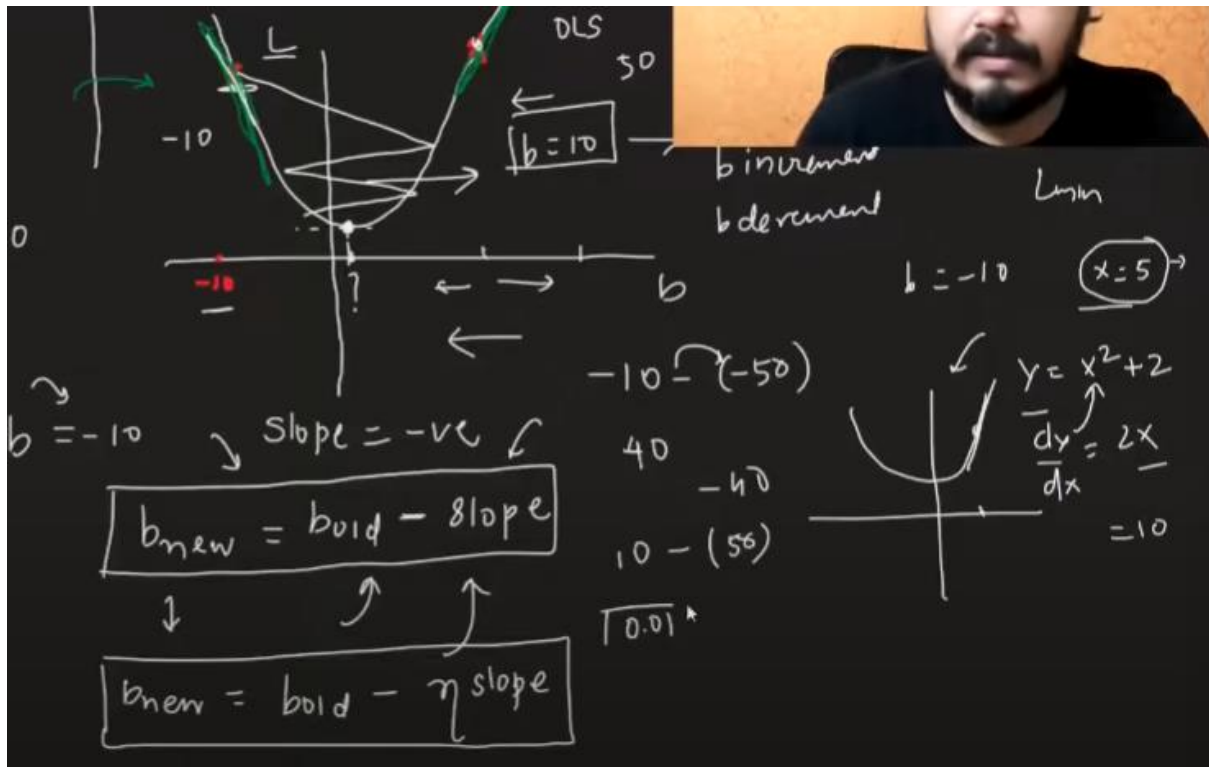 L
OLS
50
-10
b = 10
b increment
b decrement
Lmin
0
-10
?
b
b = -10
x = 5
-10 - (-50)
y = x² + 2
b = -10
slope = -ve
40
dy/dx = 2x
-40
bnew = bold - slope
10 - (50)
= 10
0.01
bnew = bold - η slope